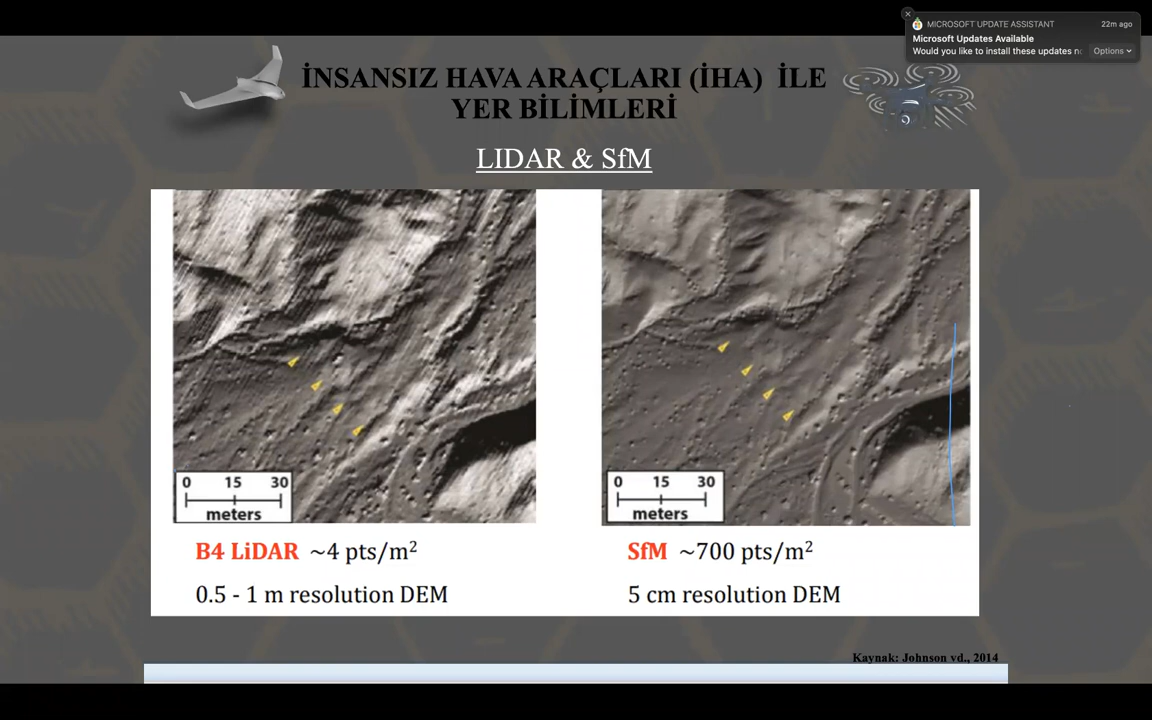 MICROSOFT UPDATE ASSISTANT 22m ago
Microsoft Updates Available
Would you like to install these updates Options
İNSANSIZ HAVA ARAÇLARI (İHA) İLE
YER BİLİMLERİ
LIDAR & SfM
0 15 30
meters
0 15 30
meters
B4 LiDAR ~4 pts/m²
0.5 - 1 m resolution DEM
SfM ~700 pts/m²
5 cm resolution DEM
Kaynak: Johnson vd., 2014